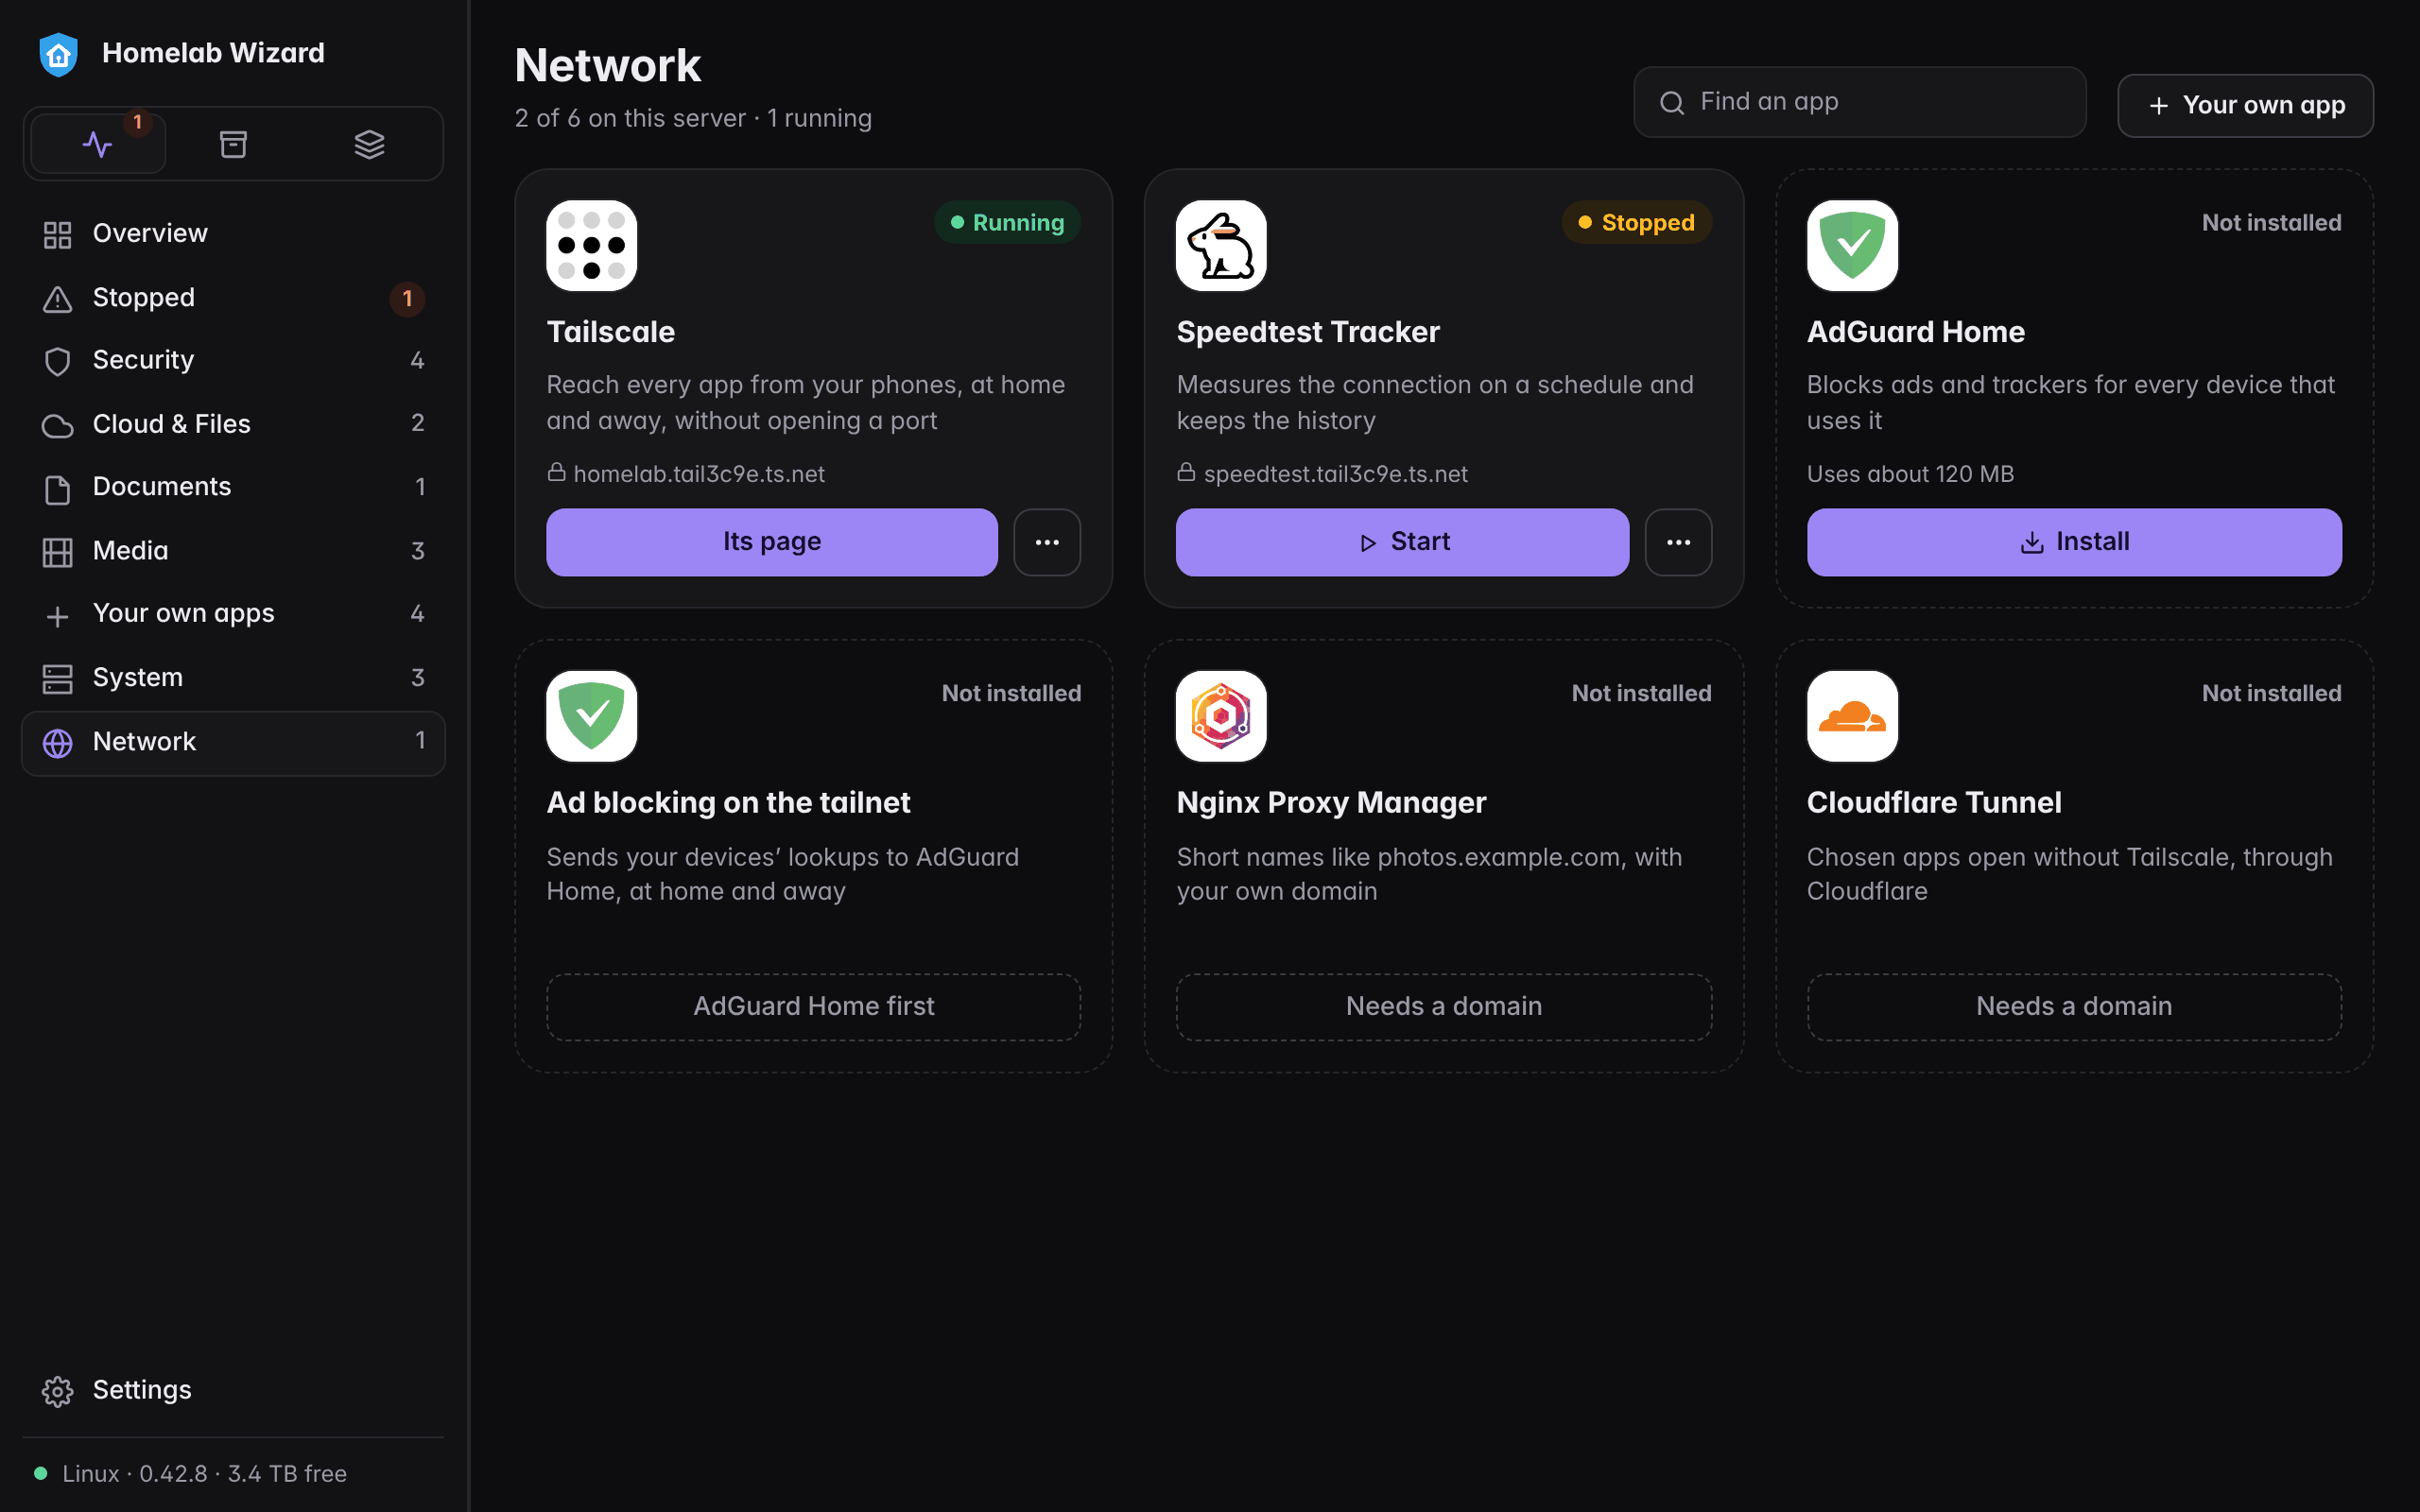 Homelab Wizard
1
Overview
Stopped 1
Security 4
Cloud & Files 2
Documents 1
Media 3
Your own apps 4
System 3
Network 1
Settings
Linux · 0.42.8 · 3.4 TB free
Network
2 of 6 on this server · 1 running
Find an app
Your own app
Running
Tailscale
Reach every app from your phones, at home
and away, without opening a port
homelab.tail3c9e.ts.net
Its page
Stopped
Speedtest Tracker
Measures the connection on a schedule and
keeps the history
speedtest.tail3c9e.ts.net
Start
Not installed
AdGuard Home
Blocks ads and trackers for every device that
uses it
Uses about 120 MB
Install
Not installed
Ad blocking on the tailnet
Sends your devices’ lookups to AdGuard
Home, at home and away
AdGuard Home first
Not installed
Nginx Proxy Manager
Short names like photos.example.com, with
your own domain
Needs a domain
Not installed
Cloudflare Tunnel
Chosen apps open without Tailscale, through
Cloudflare
Needs a domain